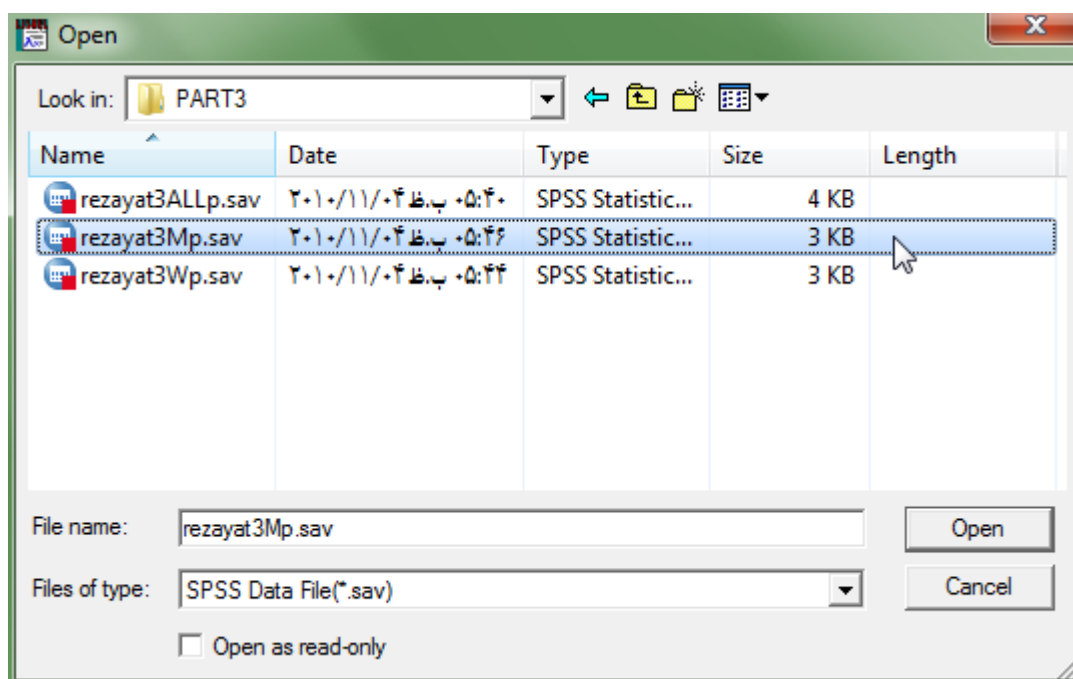 Open
Look in: PART3
Name Date Type Size Length
rezayat3ALLp.sav ۲۰۱۰/۱۱/۰۴ ب.ظ ۰۵:۴۰ SPSS Statistic... 4 KB
rezayat3Mp.sav ۲۰۱۰/۱۱/۰۴ ب.ظ ۰۵:۴۶ SPSS Statistic... 3 KB
rezayat3Wp.sav ۲۰۱۰/۱۱/۰۴ ب.ظ ۰۵:۴۴ SPSS Statistic... 3 KB
File name: rezayat3Mp.sav Open
Files of type: SPSS Data File(*.sav) Cancel
Open as read-only